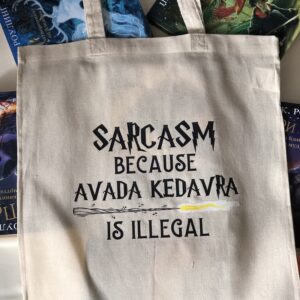 SARCASM
BECAUSE
AVADA KEDAVRA
IS ILLEGAL